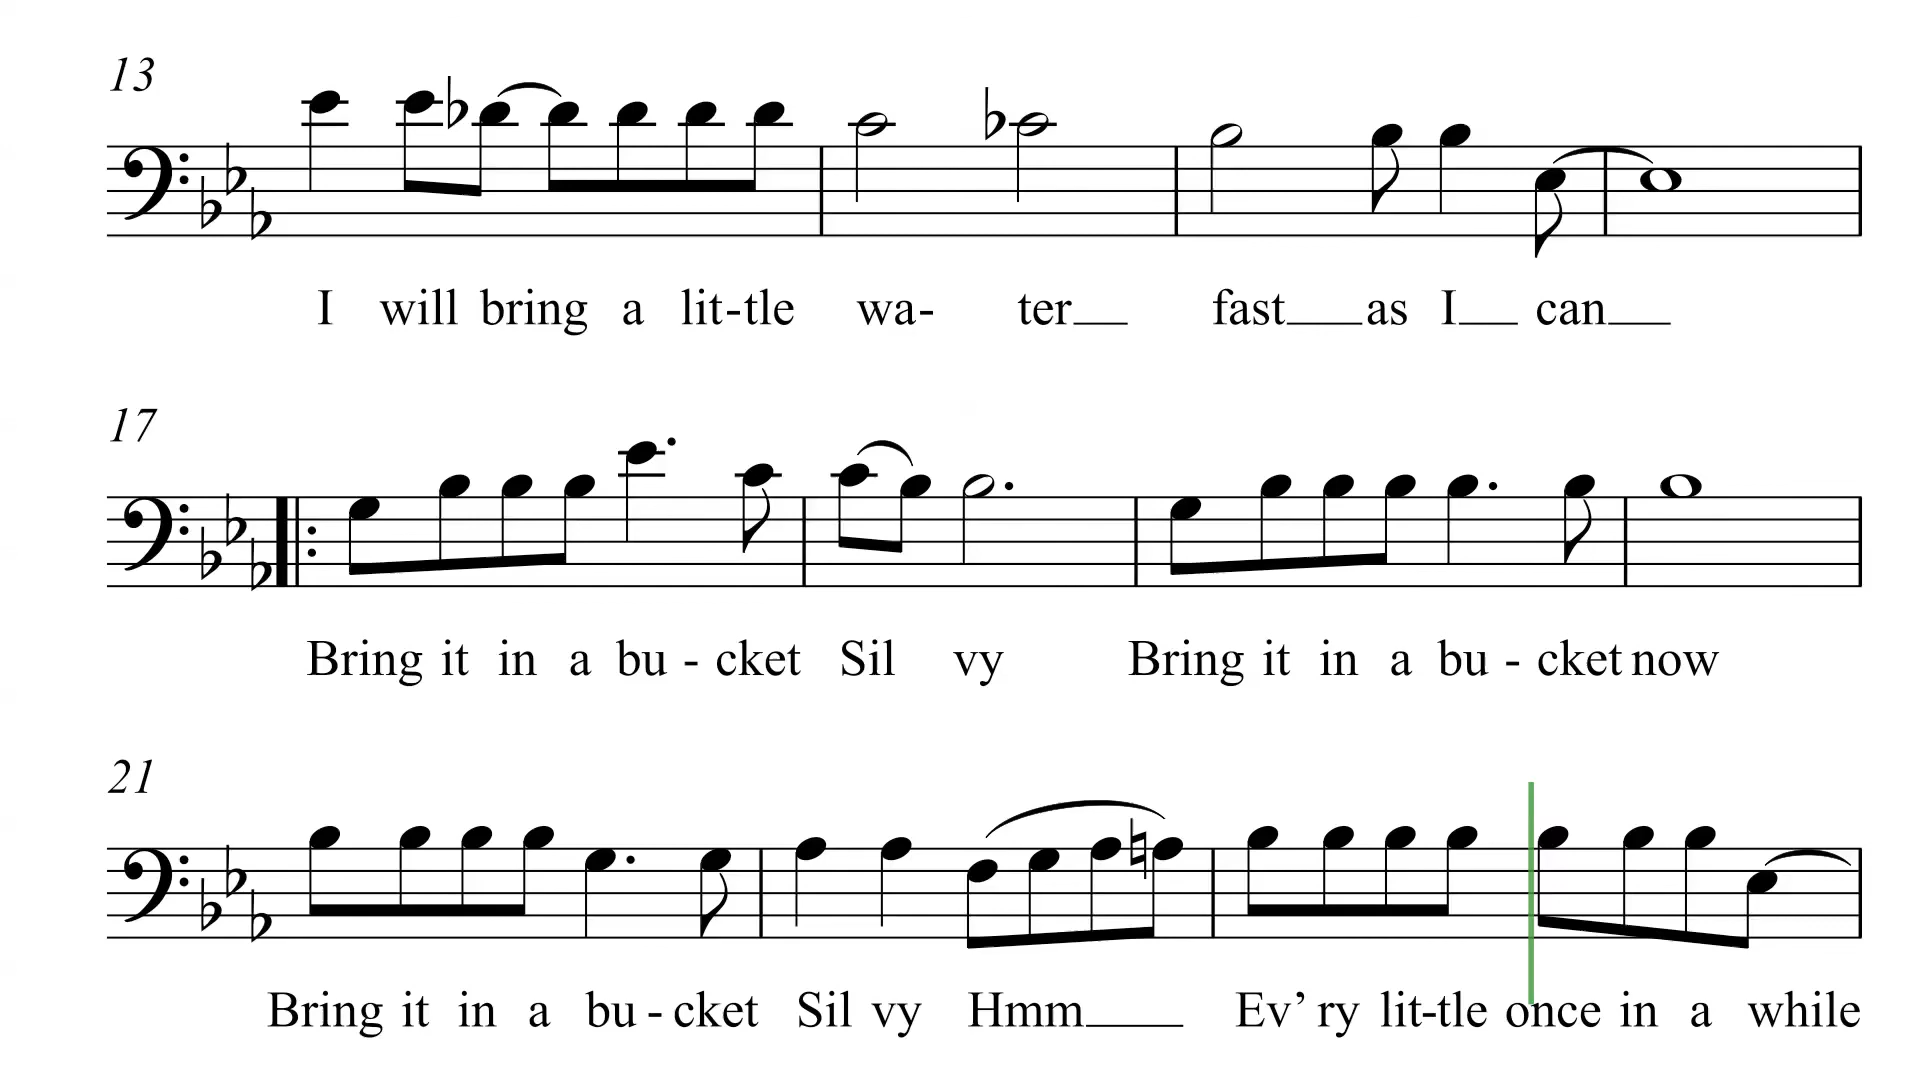 13
I will bring a lit-tle wa- ter fast as I can
17
Bring it in a bu - cket Sil vy Bring it in a bu - cket now
21
Bring it in a bu - cket Sil vy Hmm Ev’ ry lit-tle once in a while